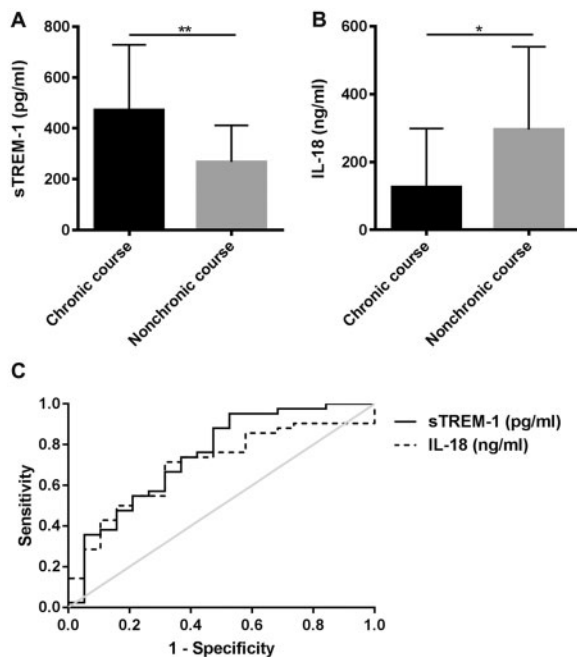 A
800
600
400
200
0
sTREM-1 (pg/ml)
**
Chronic course
Nonchronic course
B
600
400
200
0
IL-18 (ng/ml)
*
Chronic course
Nonchronic course
C
1.0
0.8
0.6
0.4
0.2
0.0
Sensitivity
0.0 0.2 0.4 0.6 0.8 1.0
1 - Specificity
sTREM-1 (pg/ml)
IL-18 (ng/ml)